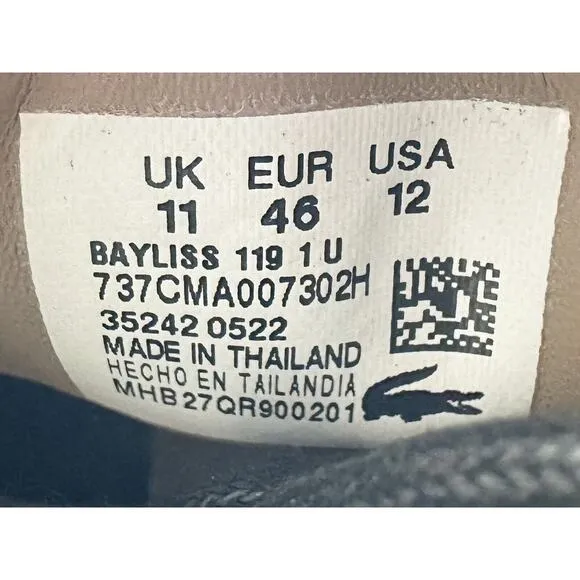 UK EUR USA
11 46 12
BAYLISS 119 1 U
737CMA007302H
35242 0522
MADE IN THAILAND
HECHO EN TAILANDIA
MHB27QR900201